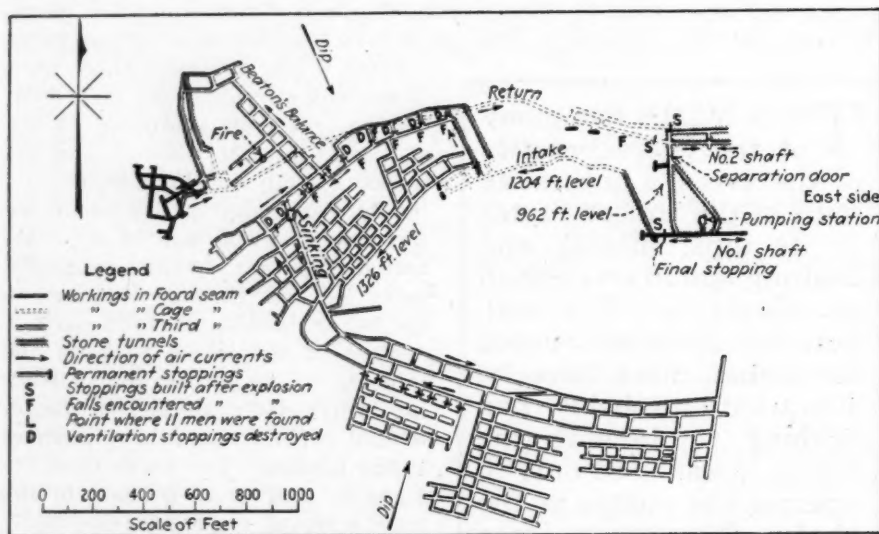 Dip
Beaton's Balance
Return
Fire
D D D D D D D
F F F F
S
F S
No.2 shaft
Separation door
Intake
1204 ft. level
East side
962 ft. level
Pumping station
S
No.1 shaft
Final stopping
Sinking
1326 ft. level
Legend
Workings in Foord seam
" " Cage "
" " Third "
Stone tunnels
Direction of air currents
Permanent stoppings
S Stoppings built after explosion
F Falls encountered " "
L Point where 11 men were found
D Ventilation stoppings destroyed
0 200 400 600 800 1000
Scale of Feet
Dip